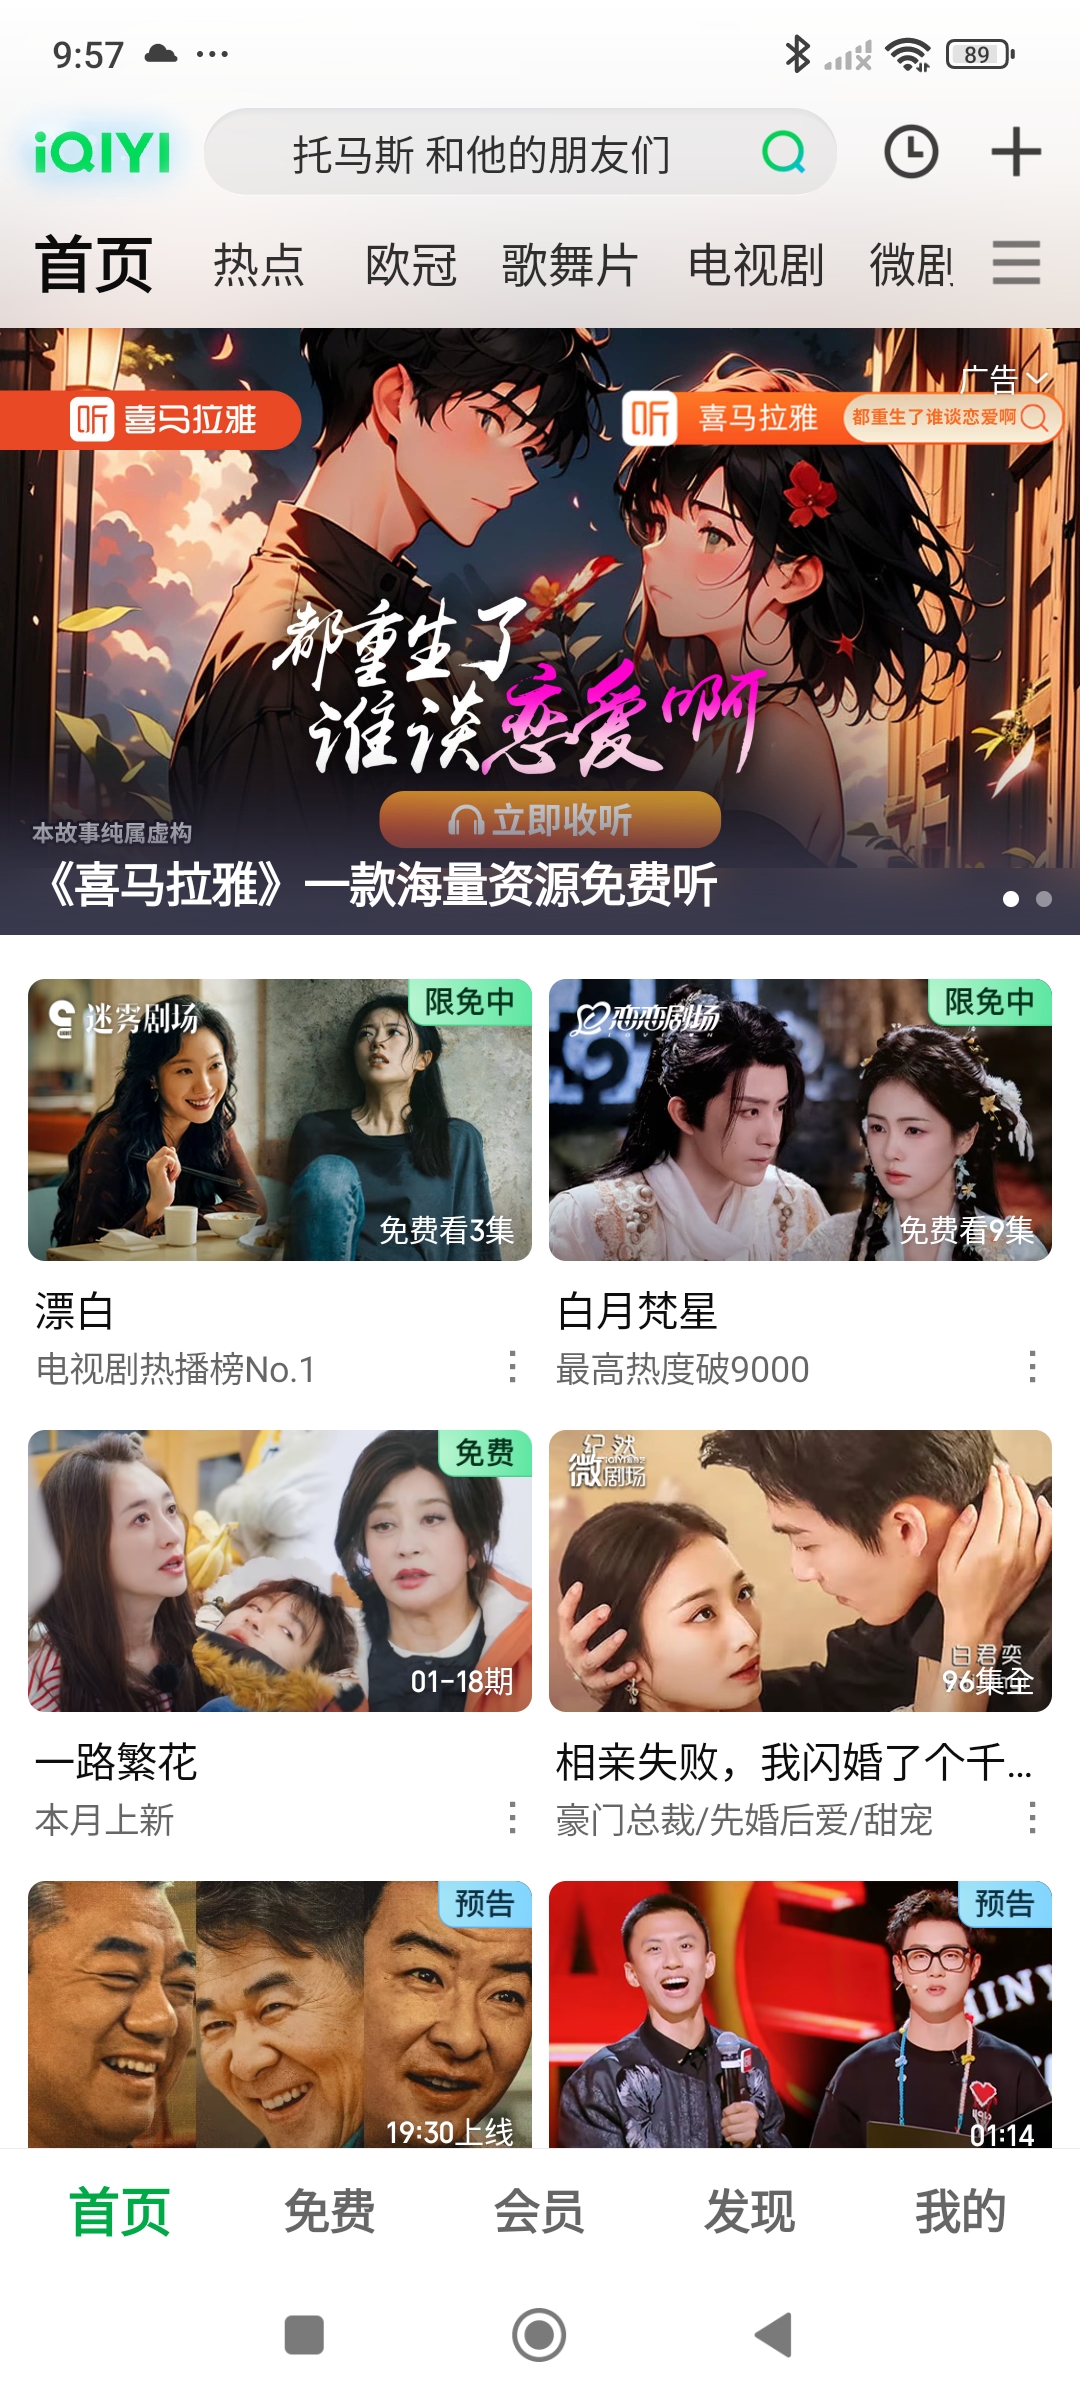 9:57
89
iQIYI
托马斯 和他的朋友们
首页 热点 欧冠 歌舞片 电视剧 微剧
广告
听 喜马拉雅
听 喜马拉雅 都重生了谁谈恋爱啊
都重生了
谁谈恋爱啊
立即收听
本故事纯属虚构
《喜马拉雅》一款海量资源免费听
迷雾剧场 限免中
恋恋剧场 限免中
免费看3集
免费看9集
漂白
白月梵星
电视剧热播榜No.1
最高热度破9000
免费
微剧场
01-18期
白君奕
96集全
一路繁花
相亲失败，我闪婚了个千...
本月上新
豪门总裁/先婚后爱/甜宠
预告
预告
19:30上线
01:14
首页 免费 会员 发现 我的